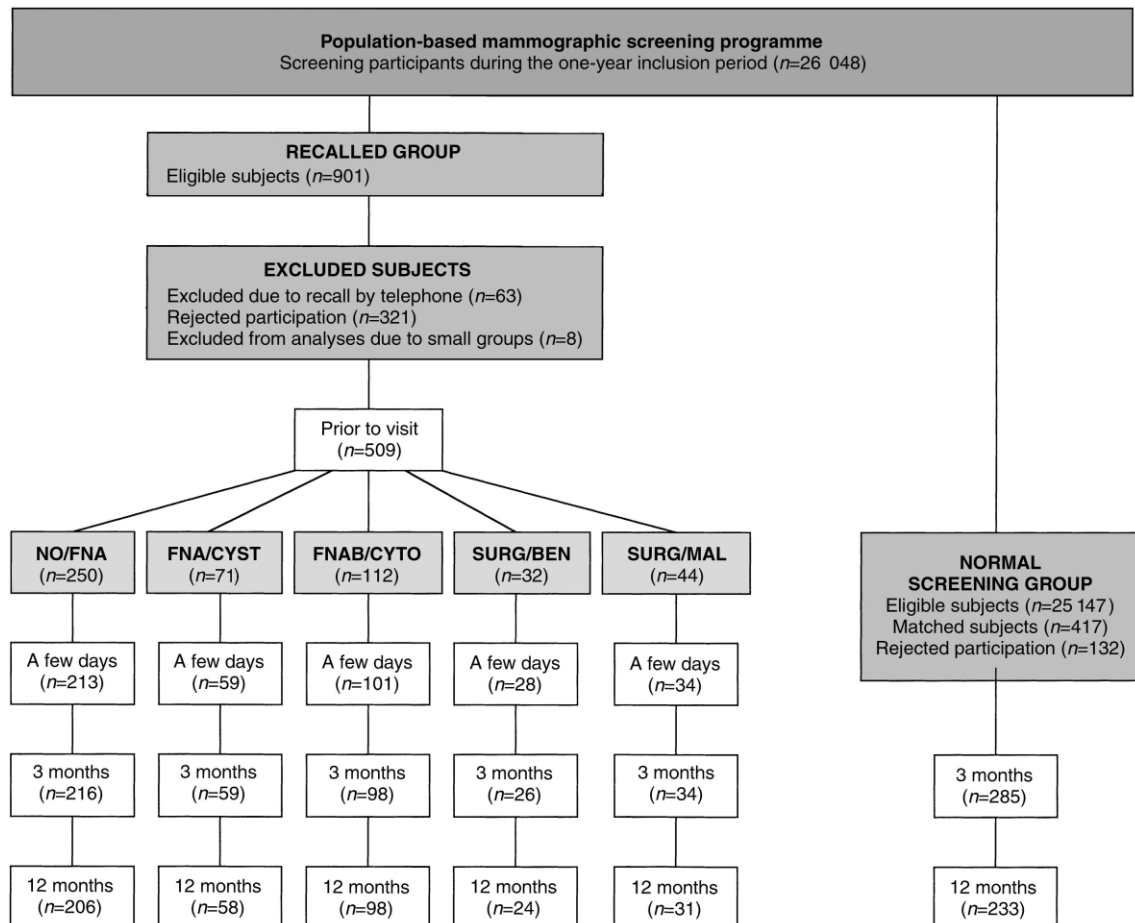 Population-based mammographic screening programme
Screening participants during the one-year inclusion period (n=26 048)
RECALLED GROUP
Eligible subjects (n=901)
EXCLUDED SUBJECTS
Excluded due to recall by telephone (n=63)
Rejected participation (n=321)
Excluded from analyses due to small groups (n=8)
Prior to visit
(n=509)
NO/FNA
(n=250)
FNA/CYST
(n=71)
FNAB/CYTO
(n=112)
SURG/BEN
(n=32)
SURG/MAL
(n=44)
NORMAL
SCREENING GROUP
Eligible subjects (n=25 147)
Matched subjects (n=417)
Rejected participation (n=132)
A few days
(n=213)
A few days
(n=59)
A few days
(n=101)
A few days
(n=28)
A few days
(n=34)
3 months
(n=216)
3 months
(n=59)
3 months
(n=98)
3 months
(n=26)
3 months
(n=34)
3 months
(n=285)
12 months
(n=206)
12 months
(n=58)
12 months
(n=98)
12 months
(n=24)
12 months
(n=31)
12 months
(n=233)